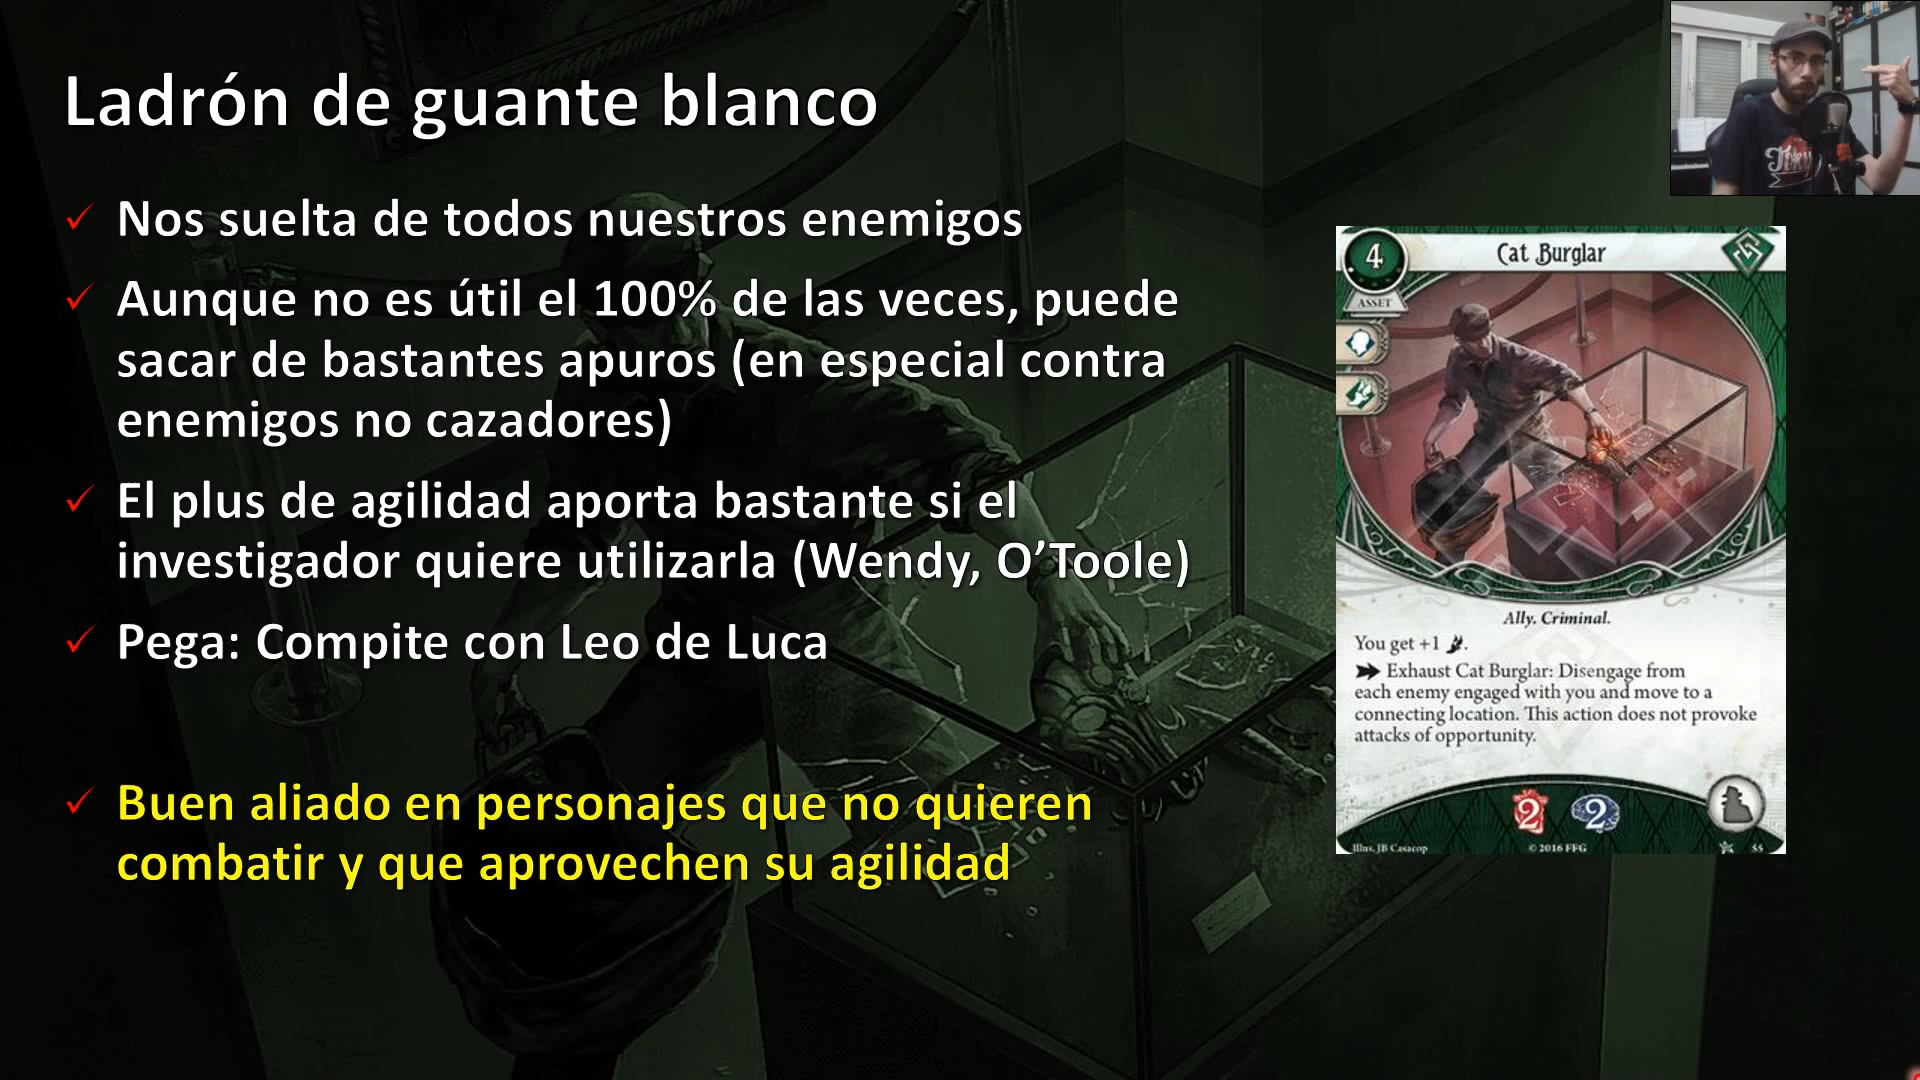 Ladrón de guante blanco
Nos suelta de todos nuestros enemigos
Aunque no es útil el 100% de las veces, puede
sacar de bastantes apuros (en especial contra
enemigos no cazadores)
El plus de agilidad aporta bastante si el
investigador quiere utilizarla (Wendy, O’Toole)
Pega: Compite con Leo de Luca
Buen aliado en personajes que no quieren
combatir y que aprovechen su agilidad
4
Cat Burglar
ASSET
Ally. Criminal.
You get +1 .
Exhaust Cat Burglar: Disengage from
each enemy engaged with you and move to a
connecting location. This action does not provoke
attacks of opportunity.
2 2
Illus. JB Casacop © 2016 FFG 55